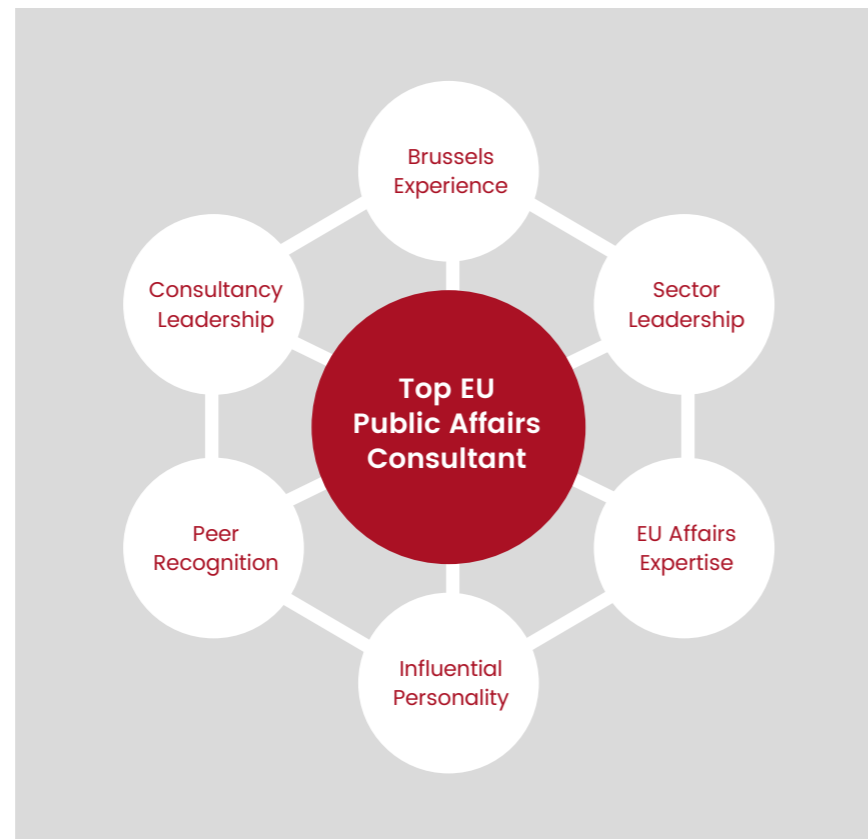 Brussels
Experience
Consultancy
Leadership
Sector
Leadership
Top EU
Public Affairs
Consultant
Peer
Recognition
EU Affairs
Expertise
Influential
Personality